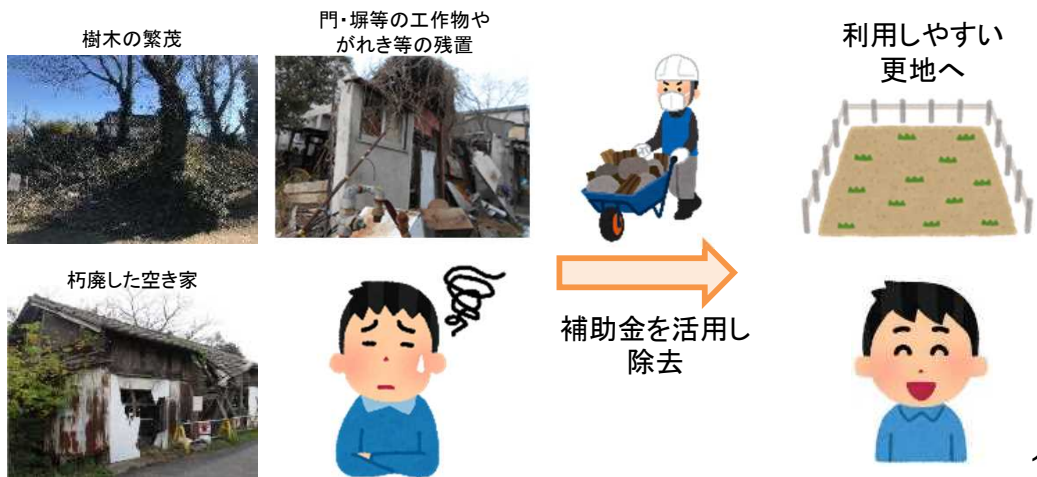 樹木の繁茂
門・塀等の工作物や
がれき等の残置
利用しやすい
更地へ
朽廃した空き家
補助金を活用し
除去